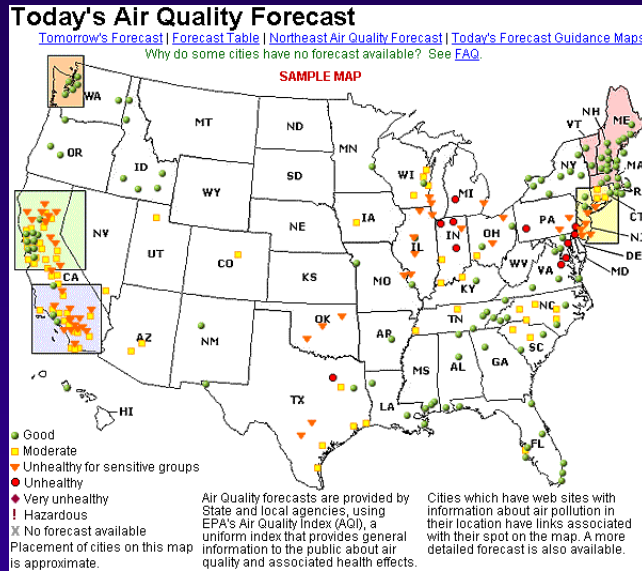 Today's Air Quality Forecast
Tomorrow's Forecast | Forecast Table | Northeast Air Quality Forecast | Today's Forecast Guidance Maps
Why do some cities have no forecast available? See FAQ.
SAMPLE MAP
WA
MT
ND
MN
VT
NH
ME
OR
ID
SD
WI
MI
NY
MA
R
WY
IA
PA
CT
NV
NE
IL
IN
OH
NJ
UT
CO
DE
CA
KS
MO
WV
VA
MD
KY
AZ
NM
OK
AR
TN
NC
SC
MS
AL
GA
TX
LA
HI
FL
Good
Moderate
Unhealthy for sensitive groups
Unhealthy
Very unhealthy
! Hazardous
X No forecast available
Placement of cities on this map
is approximate.
Air Quality forecasts are provided by
State and local agencies, using
EPA's Air Quality Index (AQI), a
uniform index that provides general
information to the public about air
quality and associated health effects.
Cities which have web sites with
information about air pollution in
their location have links associated
with their spot on the map. A more
detailed forecast is also available.